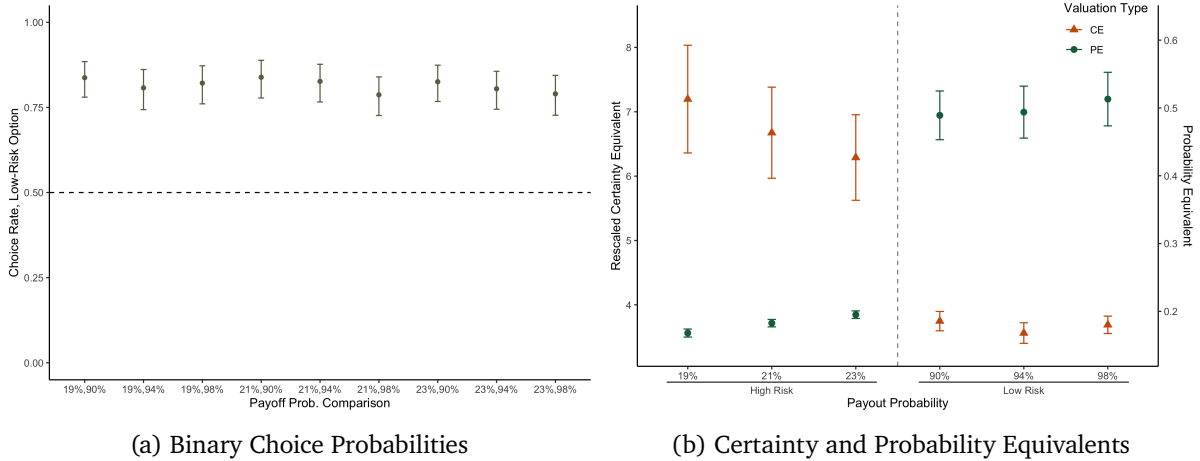 1.00
0.75
0.50
0.25
0.00
Choice Rate, Low-Risk Option
19%,90% 19%,94% 19%,98% 21%,90% 21%,94% 21%,98% 23%,90% 23%,94% 23%,98%
Payoff Prob. Comparison
(a) Binary Choice Probabilities
Valuation Type
CE
PE
8
7
6
5
4
Rescaled Certainty Equivalent
0.6
0.5
0.4
0.3
0.2
Probability Equivalent
19% 21% 23% 90% 94% 98%
High Risk Low Risk
Payout Probability
(b) Certainty and Probability Equivalents